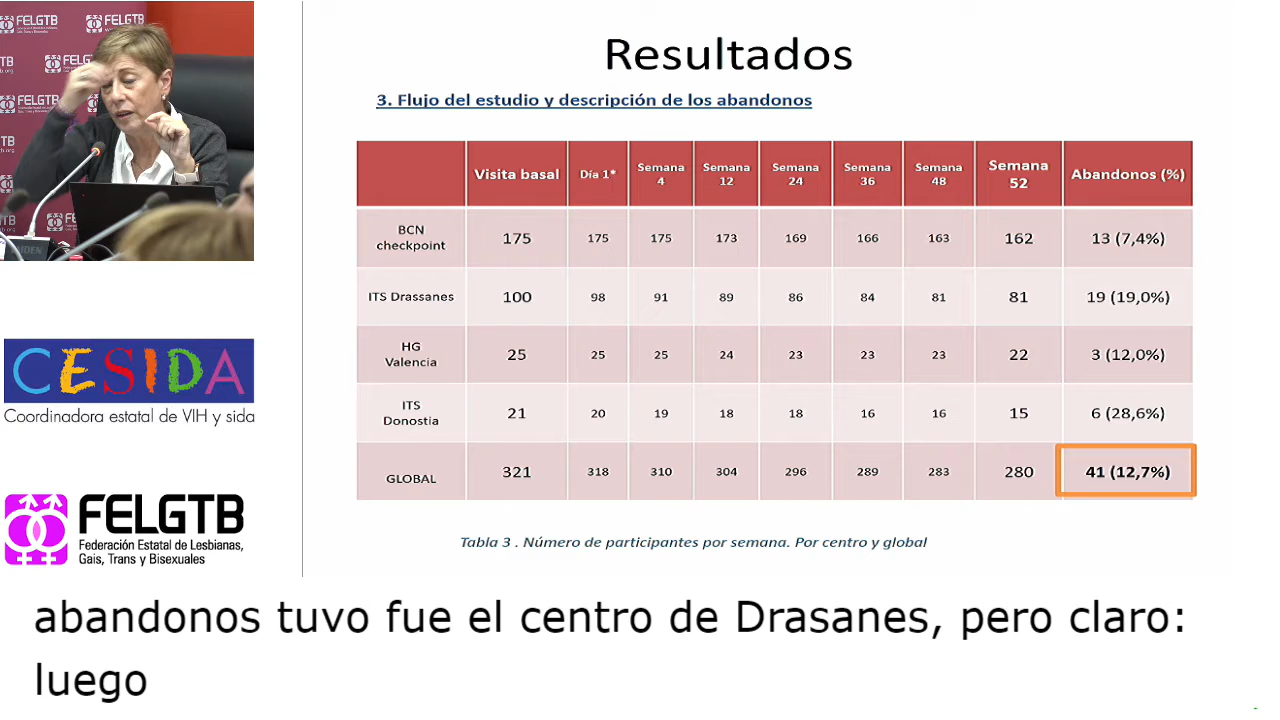 FELGTB
FELGTB
FELGTB
FELGTB
FELGTB
Resultados
3. Flujo del estudio y descripción de los abandonos
Visita basal Día 1* Semana 4 Semana 12 Semana 24 Semana 36 Semana 48 Semana 52 Abandonos (%)
BCN checkpoint 175 175 175 173 169 166 163 162 13 (7,4%)
ITS Drassanes 100 98 91 89 86 84 81 81 19 (19,0%)
HG Valencia 25 25 25 24 23 23 23 22 3 (12,0%)
ITS Donostia 21 20 19 18 18 16 16 15 6 (28,6%)
GLOBAL 321 318 310 304 296 289 283 280 41 (12,7%)
Tabla 3 . Número de participantes por semana. Por centro y global
CESIDA
Coordinadora estatal de VIH y sida
FELGTB
Federación Estatal de Lesbianas,
Gais, Trans y Bisexuales
abandonos tuvo fue el centro de Drasanes, pero claro:
luego